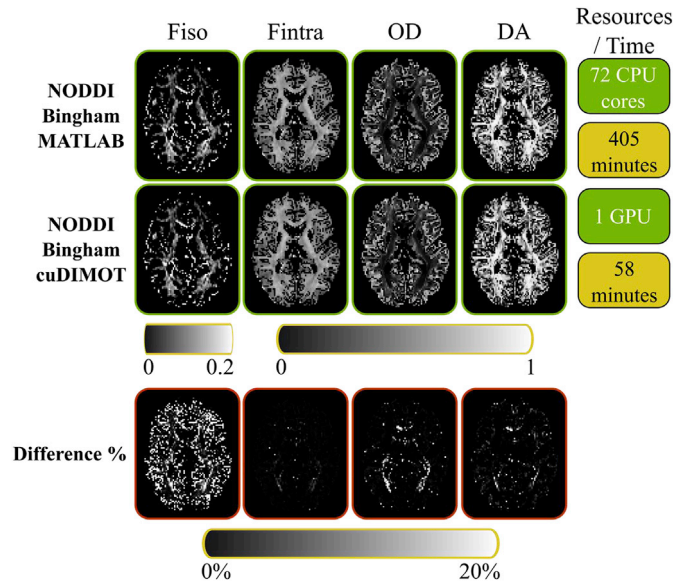 Fiso Fintra OD DA Resources
/ Time
NODDI
Bingham
MATLAB
72 CPU
cores
405
minutes
NODDI
Bingham
cuDIMOT
1 GPU
58
minutes
0 0.2 0 1
Difference %
0% 20%